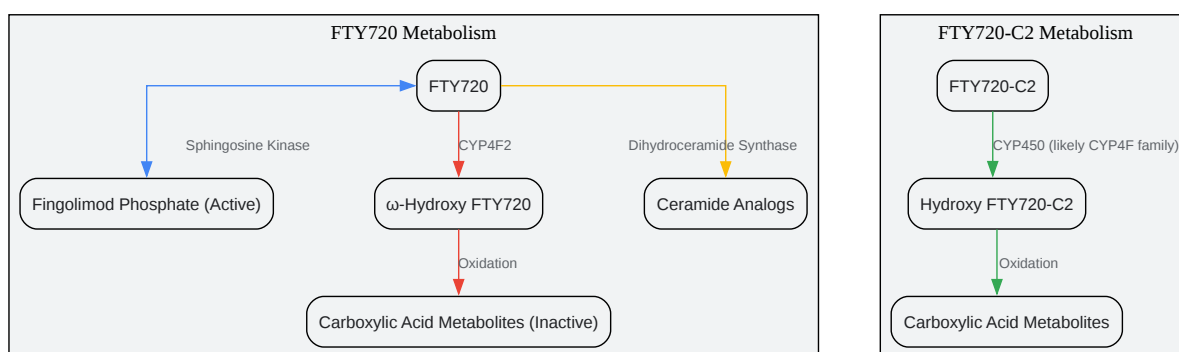 FTY720 Metabolism
FTY720
Sphingosine Kinase
CYP4F2
Dihydroceramide Synthase
Fingolimod Phosphate (Active)
ω-Hydroxy FTY720
Ceramide Analogs
Oxidation
Carboxylic Acid Metabolites (Inactive)
FTY720-C2 Metabolism
FTY720-C2
CYP450 (likely CYP4F family)
Hydroxy FTY720-C2
Oxidation
Carboxylic Acid Metabolites